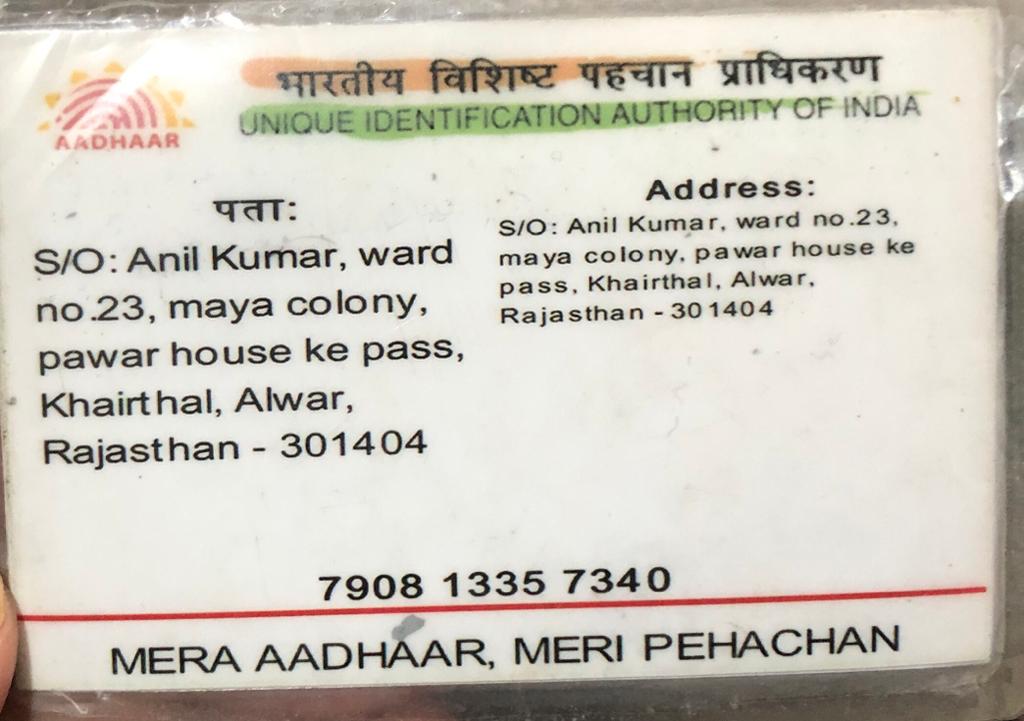 AADHAAR
भारतीय विशिष्ट पहचान प्राधिकरण
UNIQUE IDENTIFICATION AUTHORITY OF INDIA
पता:
S/O: Anil Kumar, ward
no.23, maya colony,
pawar house ke pass,
Khairthal, Alwar,
Rajasthan - 301404
Address:
S/O: Anil Kumar, ward no.23,
maya colony, pawar house ke
pass, Khairthal, Alwar,
Rajasthan - 301404
7908 1335 7340
MERA AADHAAR, MERI PEHACHAN